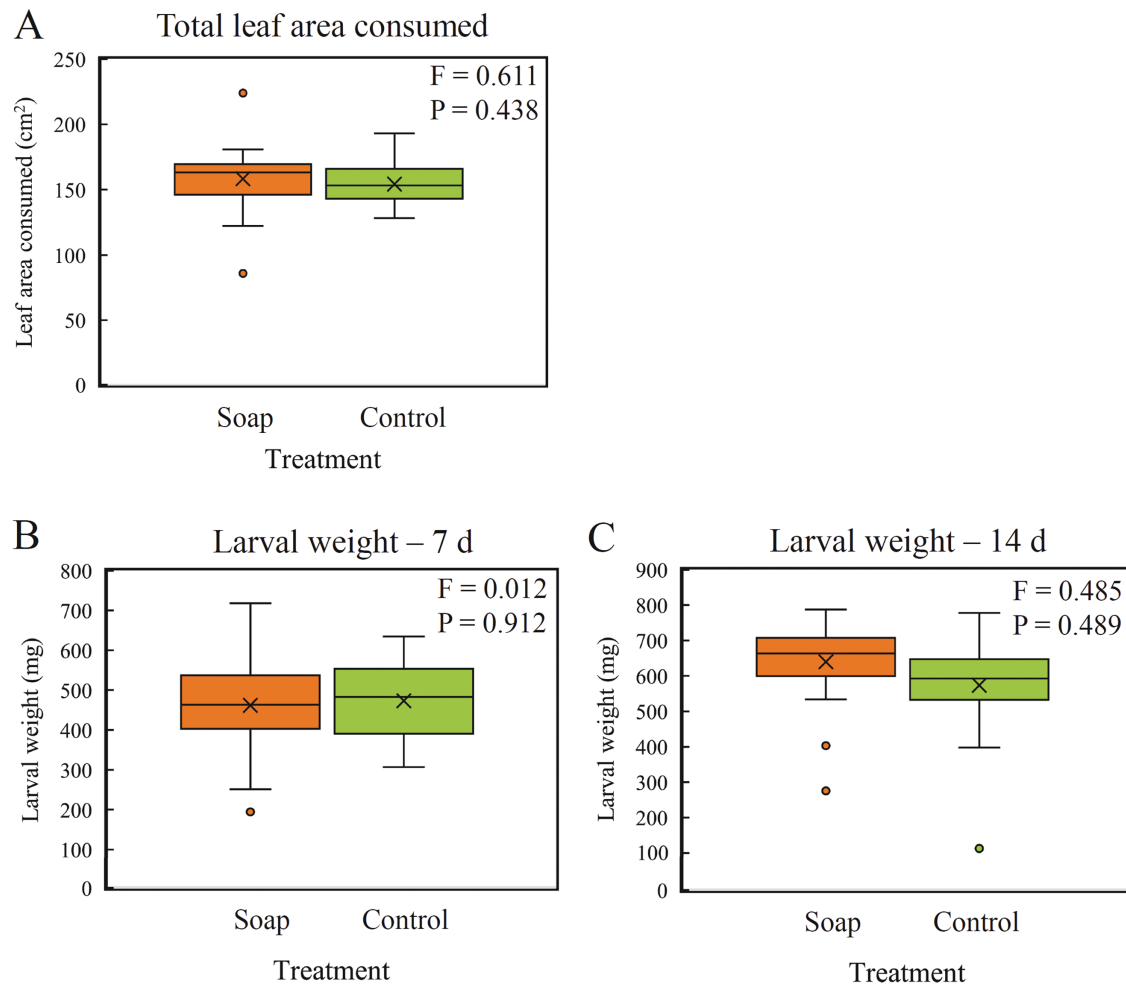 A
Total leaf area consumed
F = 0.611
P = 0.438
Leaf area consumed (cm²)
250
200
150
100
50
0
Soap
Control
Treatment
B
Larval weight – 7 d
F = 0.012
P = 0.912
Larval weight (mg)
800
700
600
500
400
300
200
100
0
Soap
Control
Treatment
C
Larval weight – 14 d
F = 0.485
P = 0.489
Larval weight (mg)
900
800
700
600
500
400
300
200
100
0
Soap
Control
Treatment